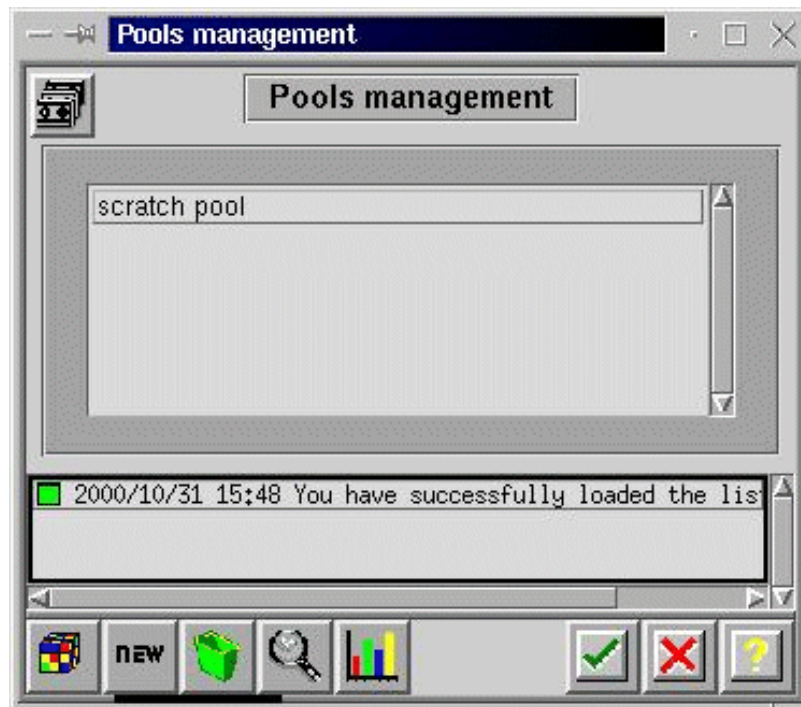 Pools management
Pools management
scratch pool
2000/10/31 15:48 You have successfully loaded the lis
NEW
?